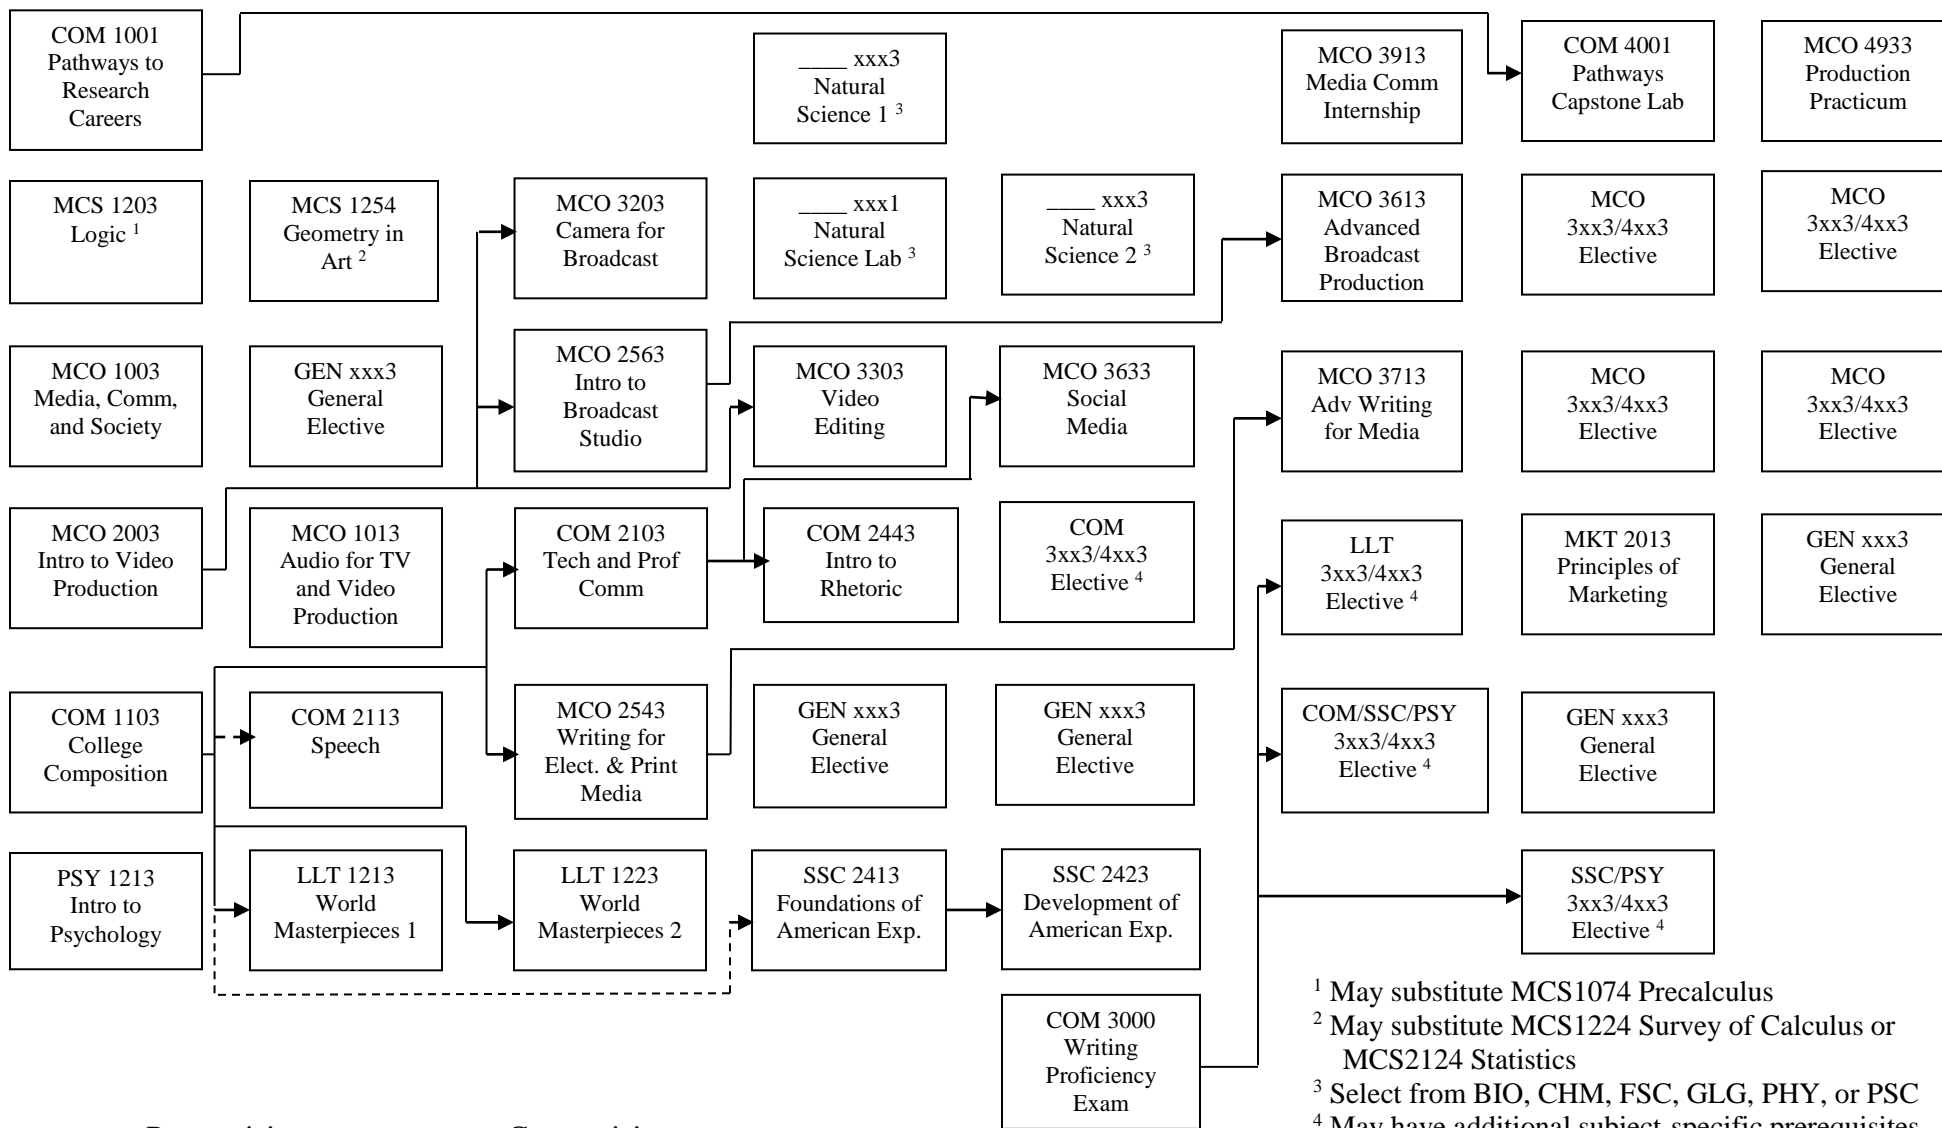 COM 1001
Pathways to
Research
Careers
____ xxx3
Natural
Science 1 ³
MCO 3913
Media Comm
Internship
COM 4001
Pathways
Capstone Lab
MCO 4933
Production
Practicum
MCS 1203
Logic ¹
MCS 1254
Geometry in
Art ²
MCO 3203
Camera for
Broadcast
____ xxx1
Natural
Science Lab ³
____ xxx3
Natural
Science 2 ³
MCO 3613
Advanced
Broadcast
Production
MCO
3xx3/4xx3
Elective
MCO
3xx3/4xx3
Elective
MCO 1003
Media, Comm,
and Society
GEN xxx3
General
Elective
MCO 2563
Intro to
Broadcast
Studio
MCO 3303
Video
Editing
MCO 3633
Social
Media
MCO 3713
Adv Writing
for Media
MCO
3xx3/4xx3
Elective
MCO
3xx3/4xx3
Elective
MCO 2003
Intro to Video
Production
MCO 1013
Audio for TV
and Video
Production
COM 2103
Tech and Prof
Comm
COM 2443
Intro to
Rhetoric
COM
3xx3/4xx3
Elective ⁴
LLT
3xx3/4xx3
Elective ⁴
MKT 2013
Principles of
Marketing
GEN xxx3
General
Elective
COM 1103
College
Composition
COM 2113
Speech
MCO 2543
Writing for
Elect. & Print
Media
GEN xxx3
General
Elective
GEN xxx3
General
Elective
COM/SSC/PSY
3xx3/4xx3
Elective ⁴
GEN xxx3
General
Elective
PSY 1213
Intro to
Psychology
LLT 1213
World
Masterpieces 1
LLT 1223
World
Masterpieces 2
SSC 2413
Foundations of
American Exp.
SSC 2423
Development of
American Exp.
SSC/PSY
3xx3/4xx3
Elective ⁴
COM 3000
Writing
Proficiency
Exam
¹ May substitute MCS1074 Precalculus
² May substitute MCS1224 Survey of Calculus or
MCS2124 Statistics
³ Select from BIO, CHM, FSC, GLG, PHY, or PSC
⁴ May have additional subject-specific prerequisites